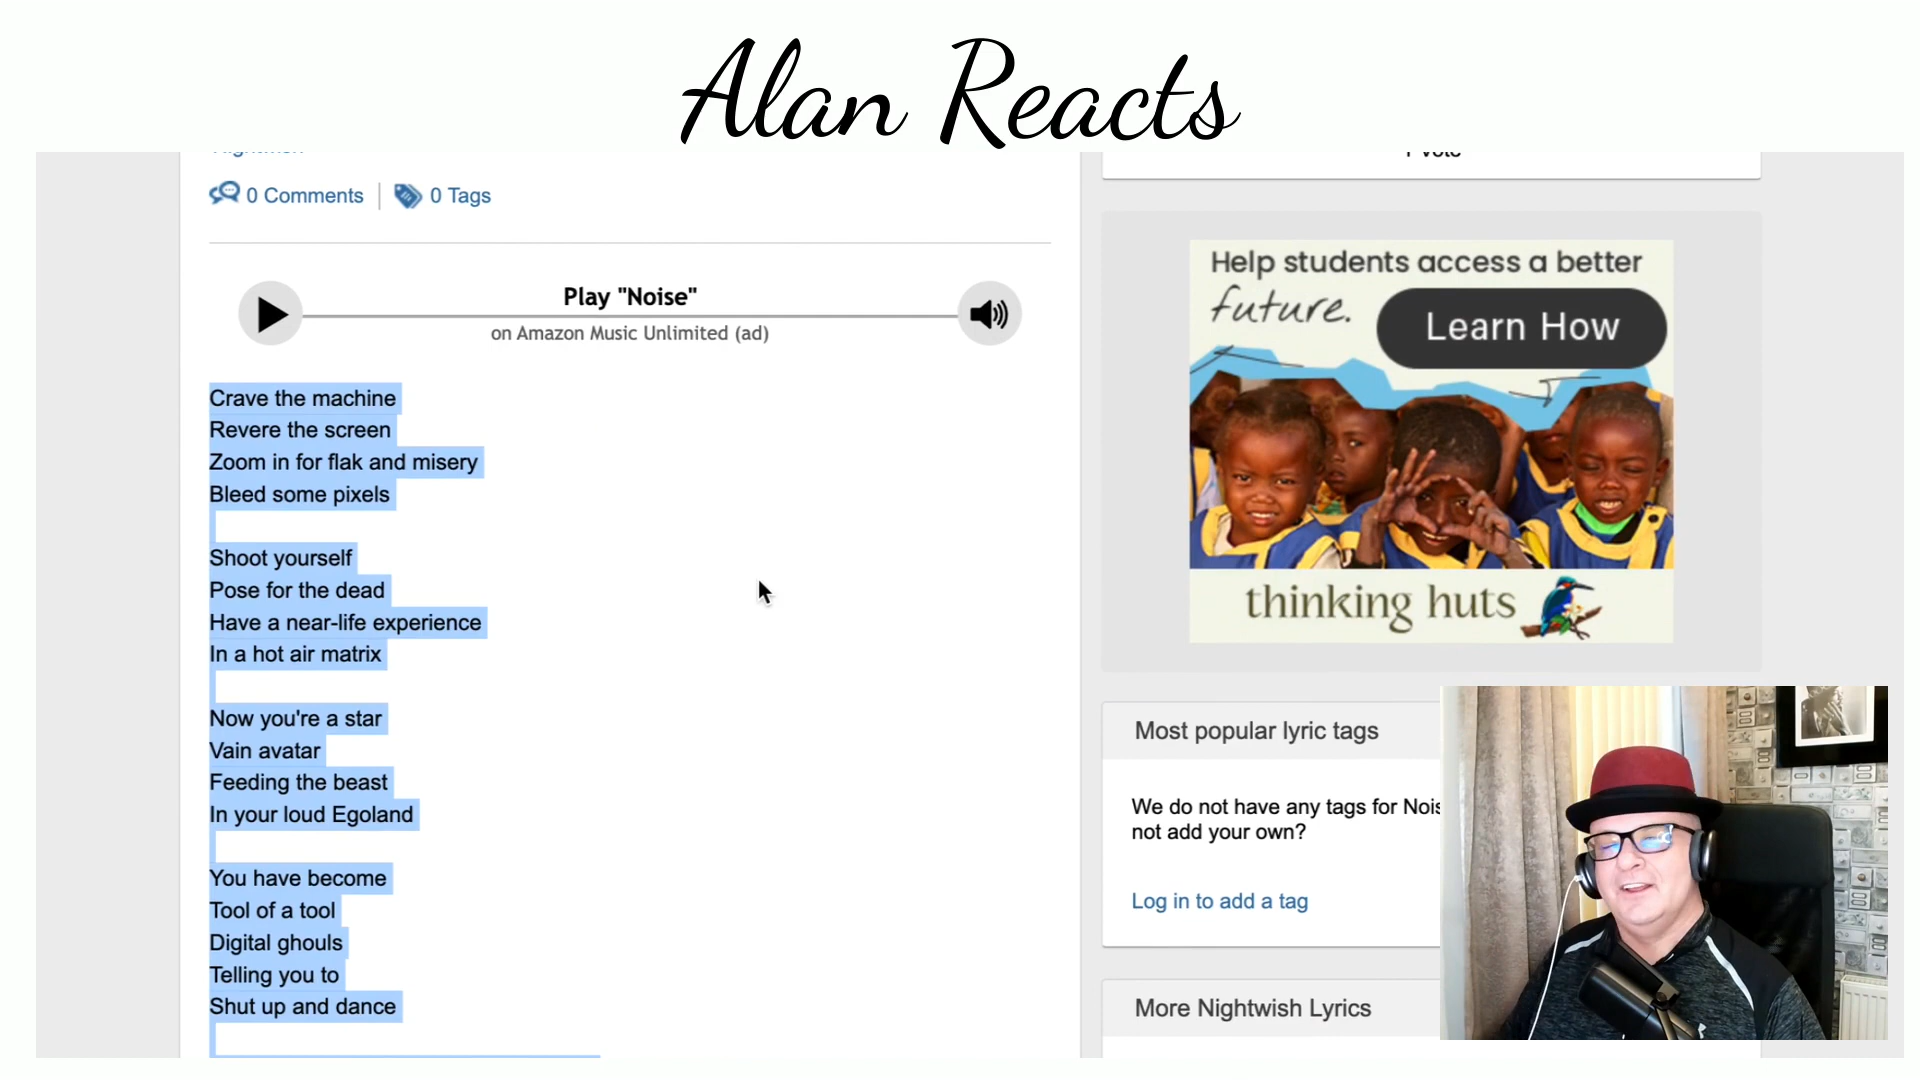 Alan Reacts
0 Comments
0 Tags
Play "Noise"
on Amazon Music Unlimited (ad)
Crave the machine
Revere the screen
Zoom in for flak and misery
Bleed some pixels
Shoot yourself
Pose for the dead
Have a near-life experience
In a hot air matrix
Now you're a star
Vain avatar
Feeding the beast
In your loud Egoland
You have become
Tool of a tool
Digital ghouls
Telling you to
Shut up and dance
Help students access a better
future.
Learn How
thinking huts
Most popular lyric tags
We do not have any tags for Nois
not add your own?
Log in to add a tag
More Nightwish Lyrics